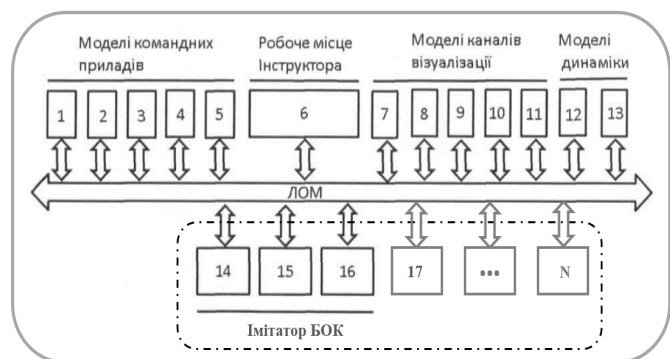 Моделі командних
приладів
Робоче місце
Інструктора
Моделі каналів
візуалізації
Моделі
динаміки
1 2 3 4 5 6 7 8 9 10 11 12 13
ЛОМ
14 15 16 17 ... N
Імітатор БОК